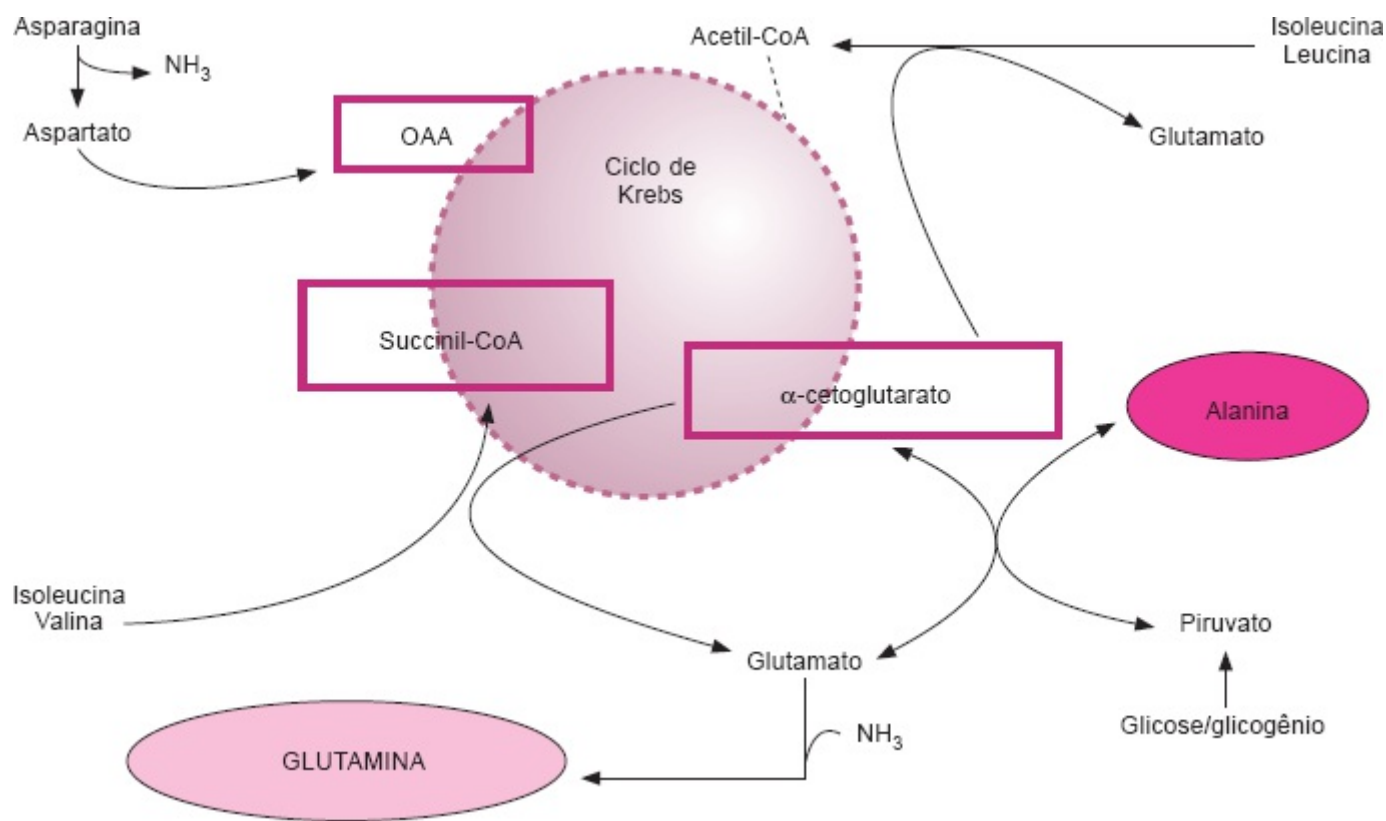 Asparagina
NH₃
Aspartato
OAA
Acetil-CoA
Isoleucina
Leucina
Glutamato
Ciclo de
Krebs
Succinil-CoA
α-cetoglutarato
Alanina
Isoleucina
Valina
Glutamato
Piruvato
Glicose/glicogênio
NH₃
GLUTAMINA